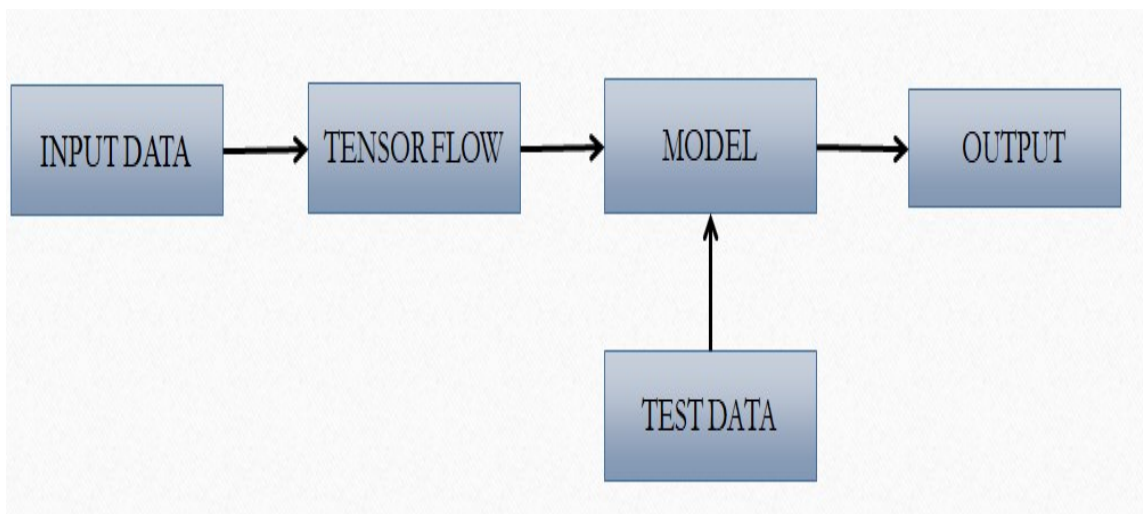 INPUT DATA
TENSOR FLOW
MODEL
OUTPUT
TEST DATA